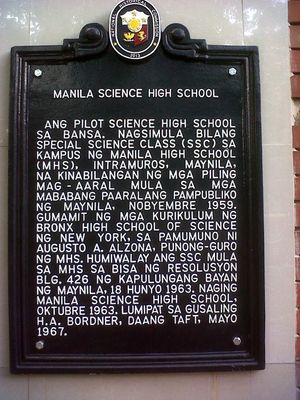 MANILA SCIENCE HIGH SCHOOL
ANG PILOT SCIENCE HIGH SCHOOL
SA BANSA. NAGSIMULA BILANG
SPECIAL SCIENCE CLASS (SSC) SA
KAMPUS NG MANILA HIGH SCHOOL
(MHS), INTRAMUROS, MAYNILA,
NA KINABILANGAN NG MGA PILING
MAG-AARAL MULA SA MGA
MABABANG PAARALANG PAMPUBLIKO
NG MAYNILA, NOBYEMBRE 1959.
GUMAMIT NG MGA KURIKULUM NG
BRONX HIGH SCHOOL OF SCIENCE
NG NEW YORK, SA PAMUMUNO NI
AUGUSTO A. ALZONA, PUNONG-GURO
NG MHS. HUMIWALAY ANG SSC MULA
SA MHS SA BISA NG RESOLUSYON
BLG. 426 NG KAPULUNGANG BAYAN
NG MAYNILA, 18 HUNYO 1963. NAGING
MANILA SCIENCE HIGH SCHOOL,
OKTUBRE 1963. LUMIPAT SA GUSALING
H.A. BORDNER, DAANG TAFT, MAYO
1967.